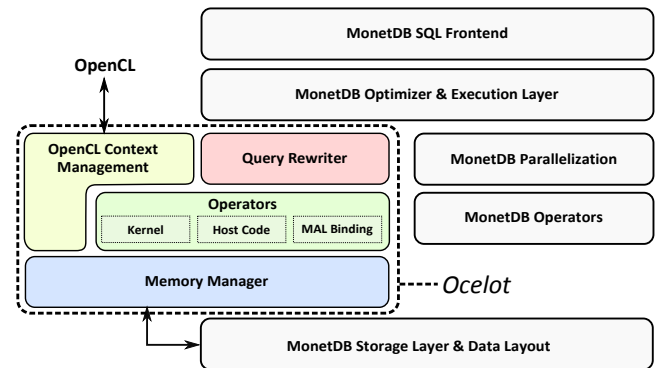 MonetDB SQL Frontend
OpenCL
MonetDB Optimizer & Execution Layer
OpenCL Context
Management
Query Rewriter
MonetDB Parallelization
Operators
Kernel
Host Code
MAL Binding
MonetDB Operators
Memory Manager
Ocelot
MonetDB Storage Layer & Data Layout